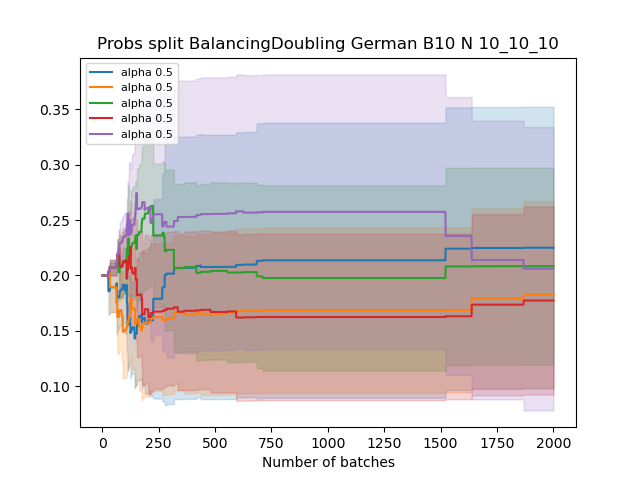 Probs split BalancingDoubling German B10 N 10_10_10
alpha 0.5
alpha 0.5
alpha 0.5
alpha 0.5
alpha 0.5
0.35
0.30
0.25
0.20
0.15
0.10
0 250 500 750 1000 1250 1500 1750 2000
Number of batches